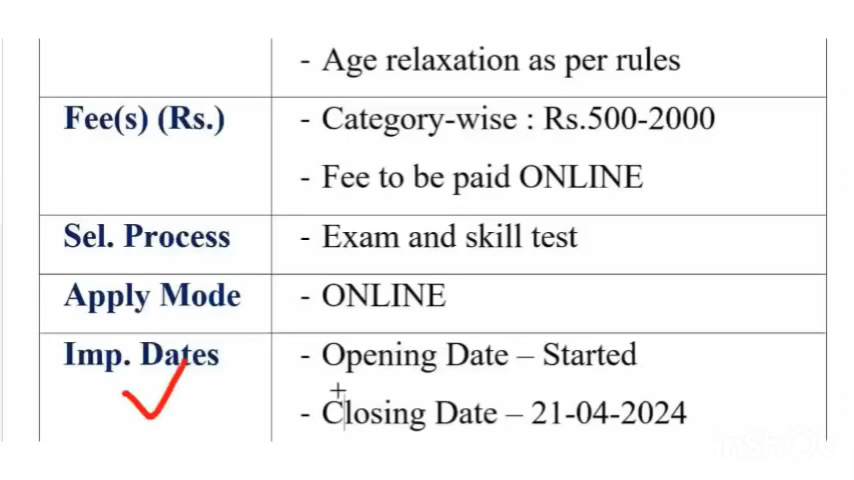 - Age relaxation as per rules
Fee(s) (Rs.)
- Category-wise : Rs.500-2000
- Fee to be paid ONLINE
Sel. Process
- Exam and skill test
Apply Mode
- ONLINE
Imp. Dates
- Opening Date – Started
- Closing Date – 21-04-2024
InShOt